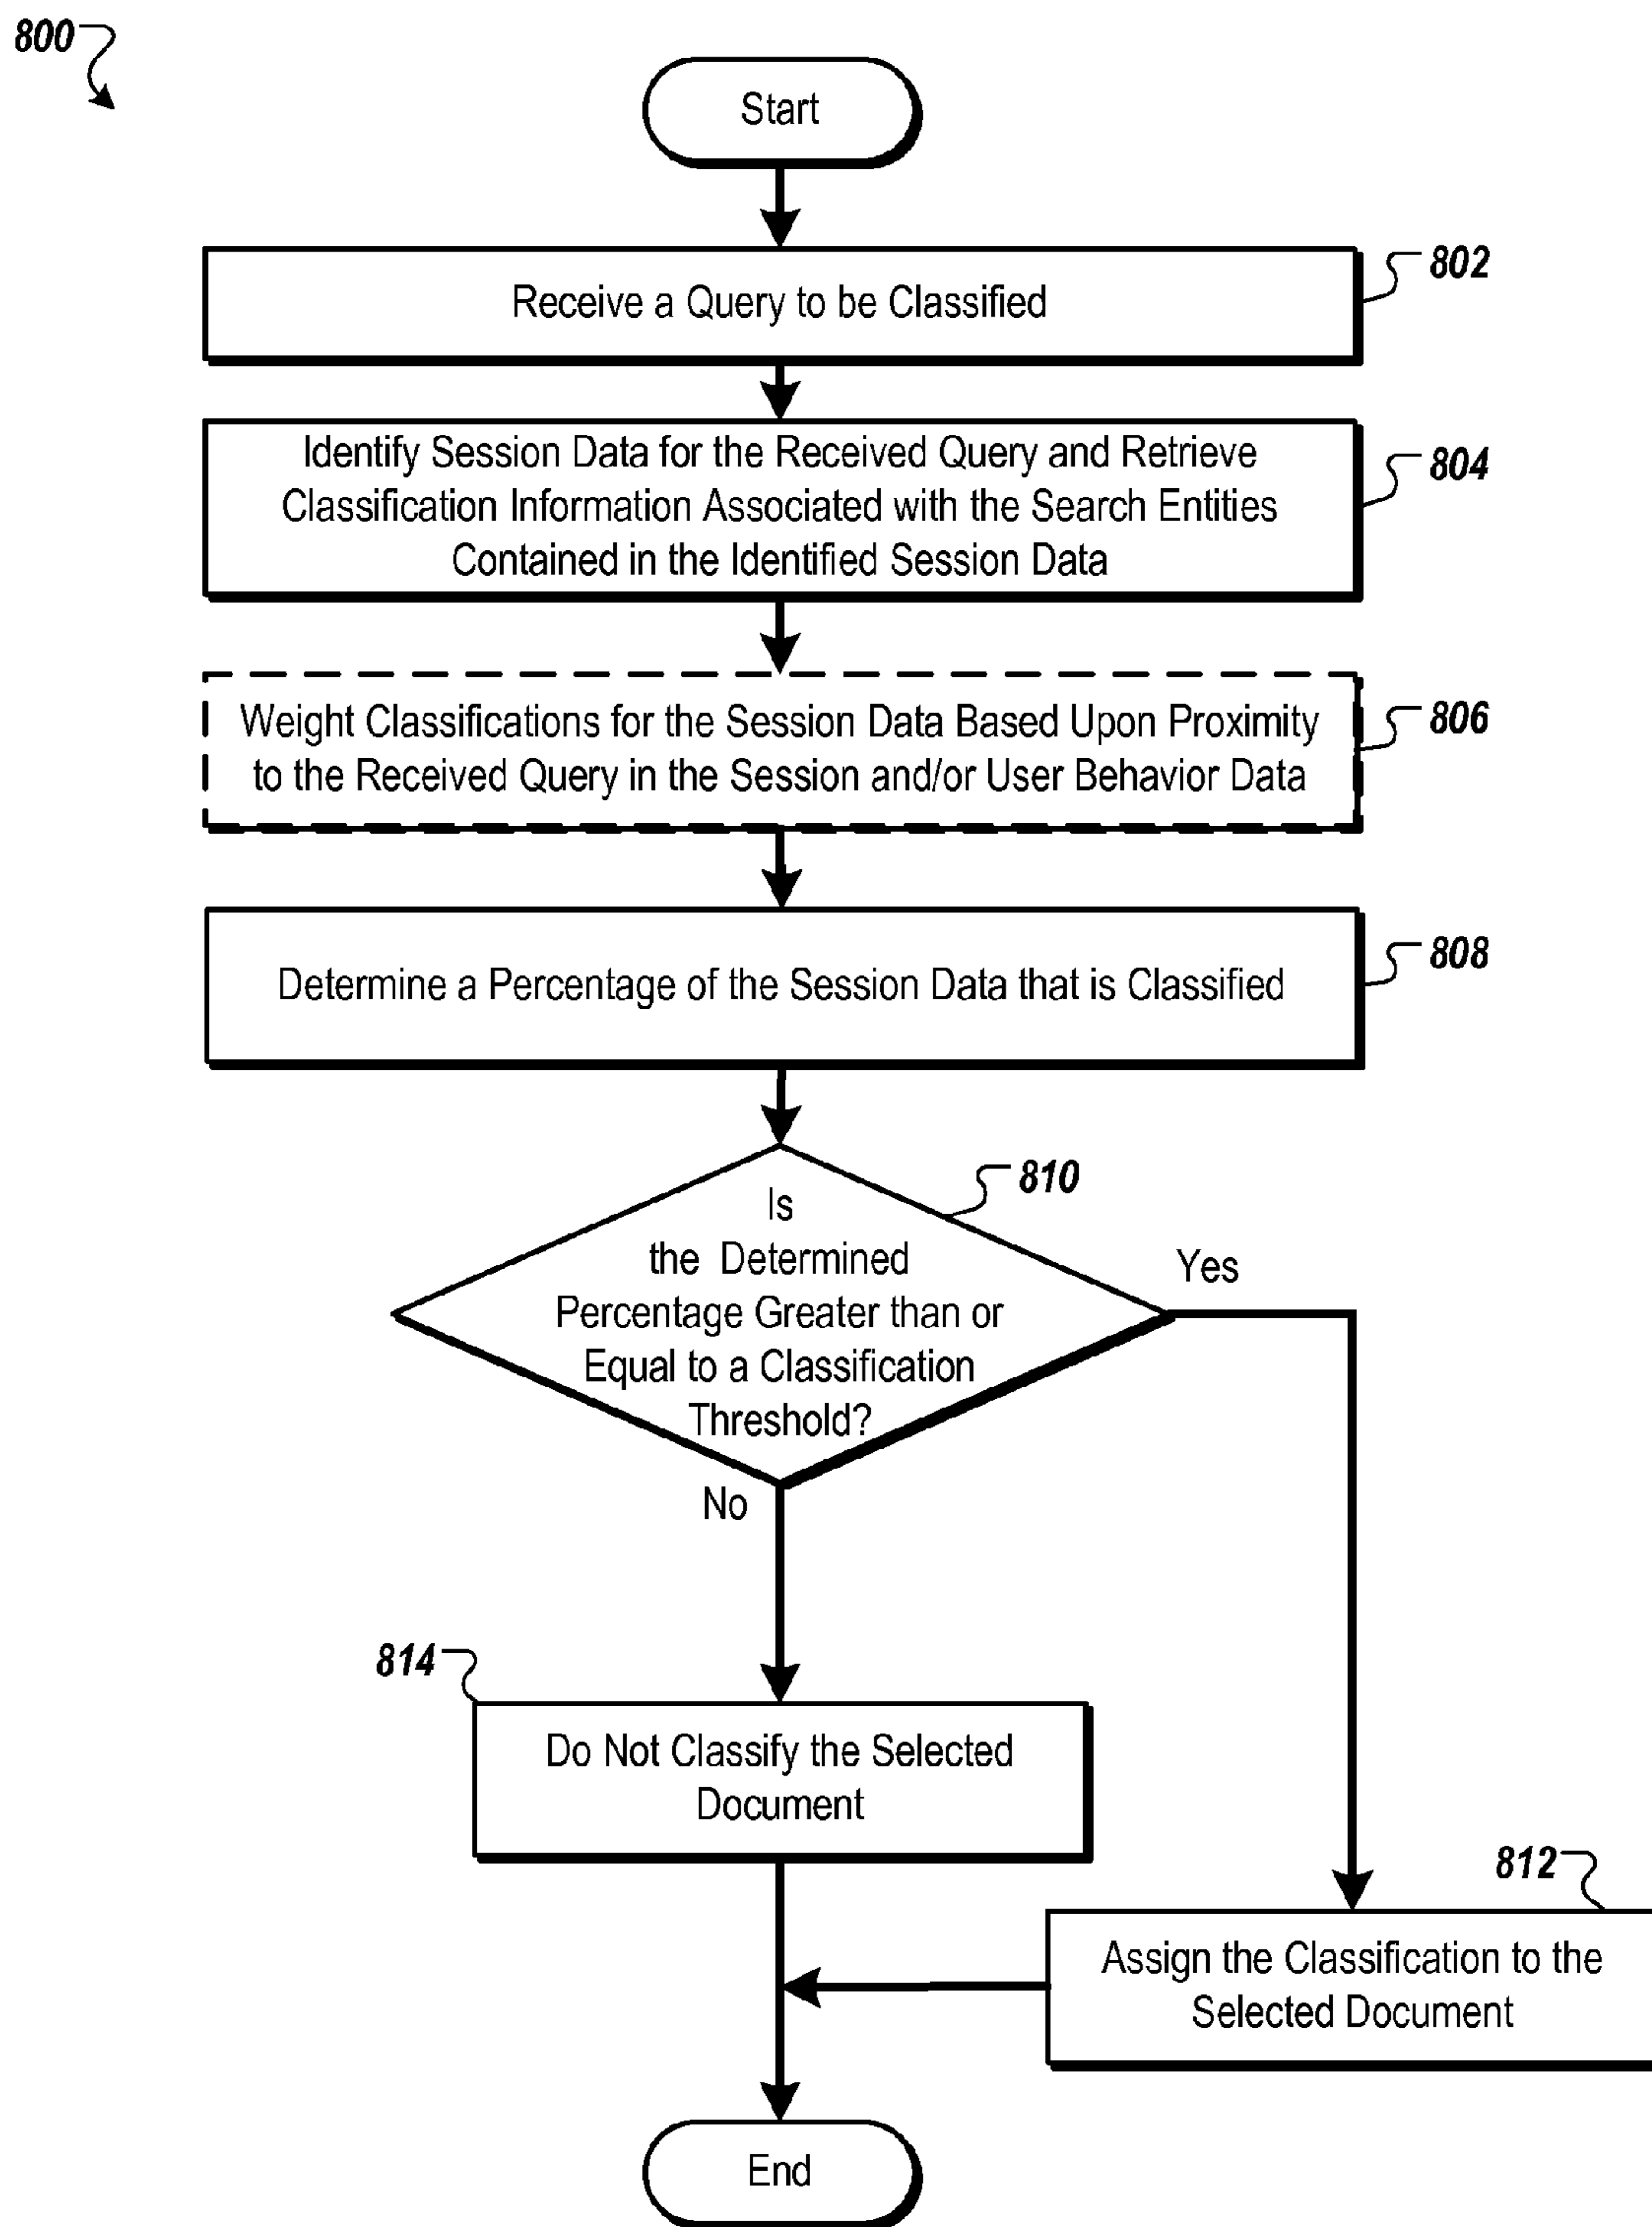 800
Start
Receive a Query to be Classified
802
Identify Session Data for the Received Query and Retrieve
Classification Information Associated with the Search Entities
Contained in the Identified Session Data
804
Weight Classifications for the Session Data Based Upon Proximity
to the Received Query in the Session and/or User Behavior Data
806
Determine a Percentage of the Session Data that is Classified
808
Is
the Determined
Percentage Greater than or
Equal to a Classification
Threshold?
810
Yes
No
814
Do Not Classify the Selected
Document
812
Assign the Classification to the
Selected Document
End